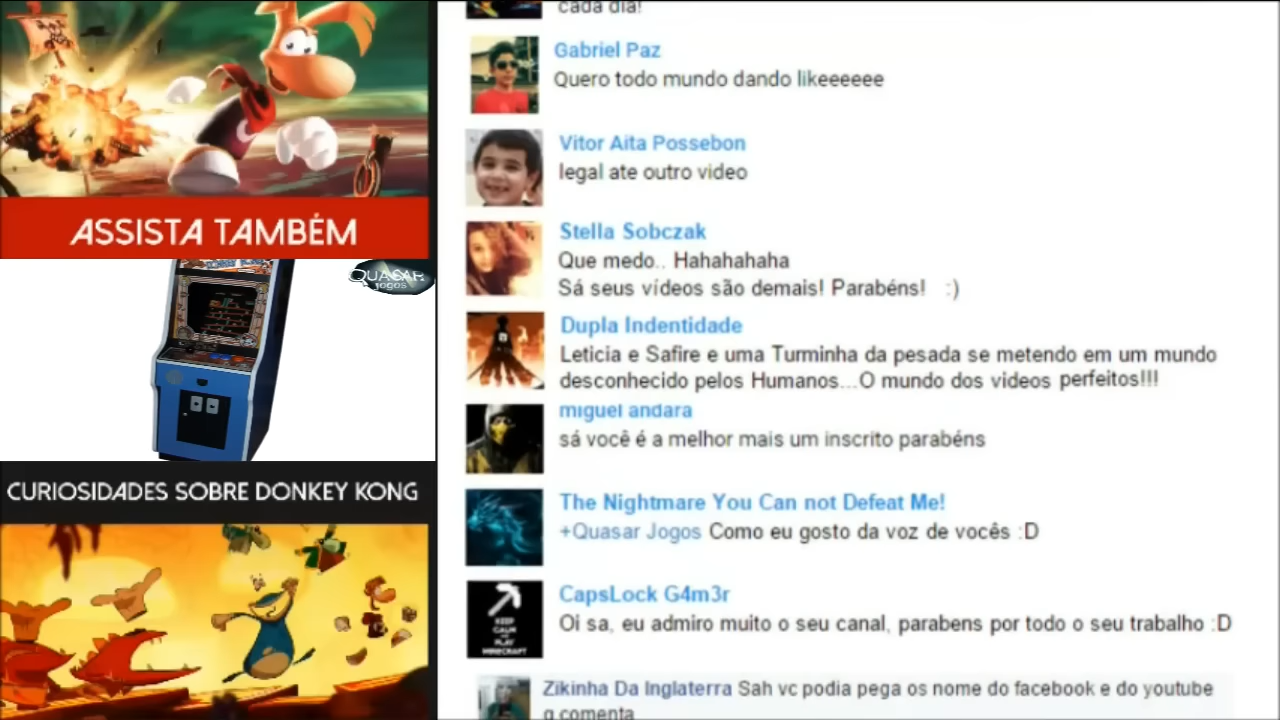 ASSISTA TAMBÉM
QUASAR
JOGOS
CURIOSIDADES SOBRE DONKEY KONG
cada dia!
Gabriel Paz
Quero todo mundo dando likeeeeee
Vitor Aita Possebon
legal ate outro video
Stella Sobczak
Que medo.. Hahahahaha
Sá seus vídeos são demais! Parabéns! :)
Dupla Indentidade
Leticia e Safire e uma Turminha da pesada se metendo em um mundo
desconhecido pelos Humanos...O mundo dos videos perfeitos!!!
miguel andara
sá você é a melhor mais um inscrito parabéns
The Nightmare You Can not Defeat Me!
+Quasar Jogos Como eu gosto da voz de vocês :D
CapsLock G4m3r
Oi sa, eu admiro muito o seu canal, parabens por todo o seu trabalho :D
KEEP
CALM
PLAY
MINECRAFT
Zikinha Da Inglaterra Sah vc podia pega os nome do facebook e do youtube
q comenta